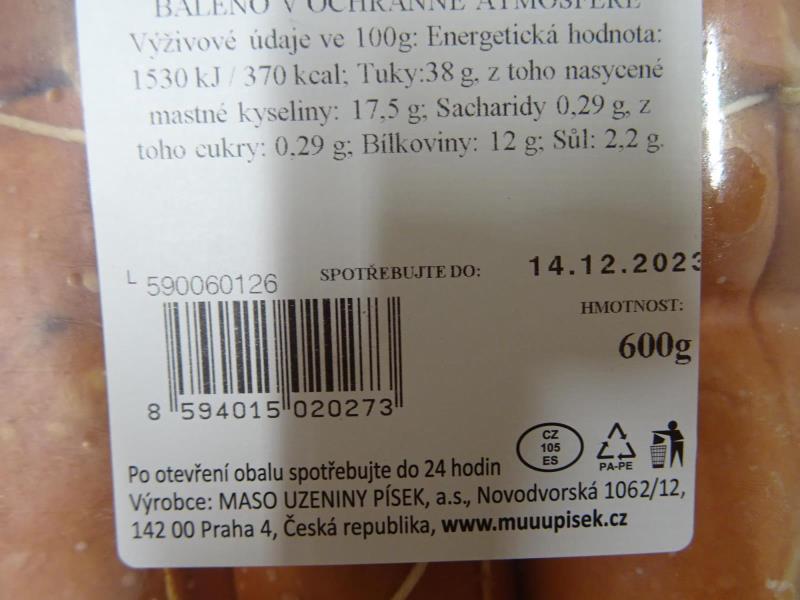 BALENO V OCHRANNÉ ATMOSFÉŘE
Výživové údaje ve 100g: Energetická hodnota:
1530 kJ / 370 kcal; Tuky:38 g, z toho nasycené
mastné kyseliny: 17,5 g; Sacharidy 0,29 g, z
toho cukry: 0,29 g; Bílkoviny: 12 g; Sůl: 2,2 g.
L 590060126 SPOTŘEBUJTE DO: 14.12.2023
HMOTNOST:
600g
8 594015 020273
CZ
105
ES
PA-PE
Po otevření obalu spotřebujte do 24 hodin
Výrobce: MASO UZENINY PÍSEK, a.s., Novodvorská 1062/12,
142 00 Praha 4, Česká republika, www.muuupisek.cz